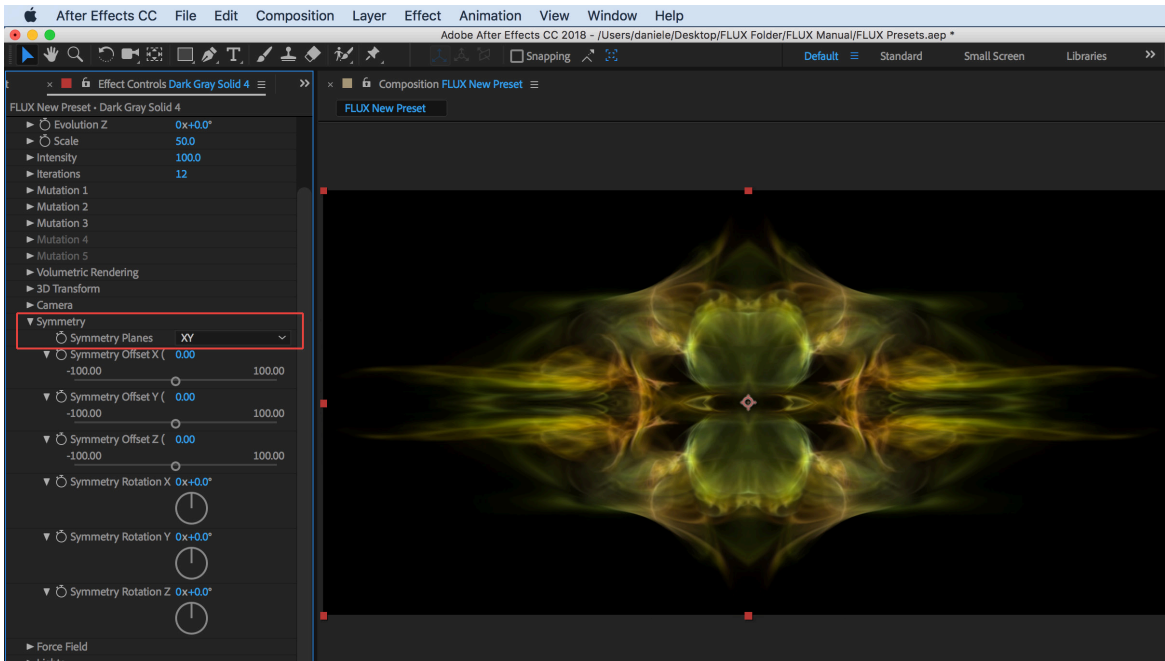 After Effects CC File Edit Composition Layer Effect Animation View Window Help
Adobe After Effects CC 2018 - /Users/daniele/Desktop/FLUX Folder/FLUX Manual/FLUX Presets.aep *
Snapping Default Standard Small Screen Libraries
t × Effect Controls Dark Gray Solid 4 × Composition FLUX New Preset
FLUX New Preset • Dark Gray Solid 4
FLUX New Preset
Evolution Z 0x+0.0°
Scale 50.0
Intensity 100.0
Iterations 12
Mutation 1
Mutation 2
Mutation 3
Mutation 4
Mutation 5
Volumetric Rendering
3D Transform
Camera
Symmetry
Symmetry Planes XY
Symmetry Offset X ( 0.00
-100.00 100.00
Symmetry Offset Y ( 0.00
-100.00 100.00
Symmetry Offset Z ( 0.00
-100.00 100.00
Symmetry Rotation X 0x+0.0°
Symmetry Rotation Y 0x+0.0°
Symmetry Rotation Z 0x+0.0°
Force Field